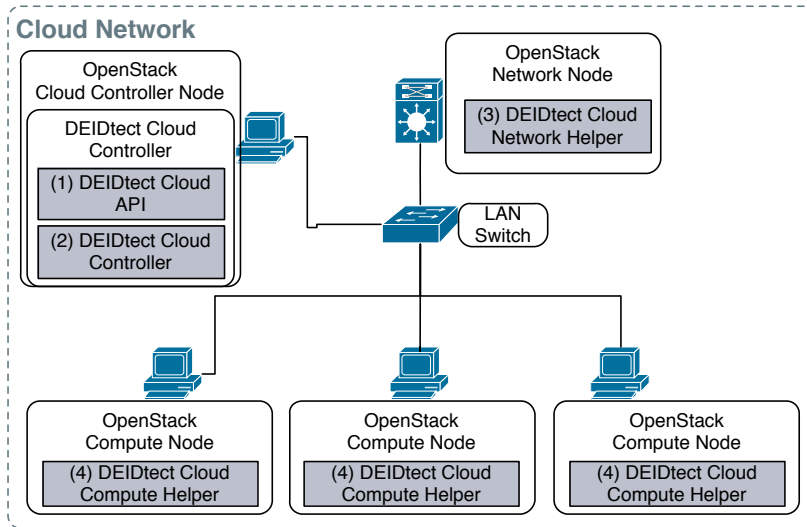 Cloud Network
OpenStack
Cloud Controller Node
DEIDtect Cloud
Controller
(1) DEIDtect Cloud
API
(2) DEIDtect Cloud
Controller
OpenStack
Network Node
(3) DEIDtect Cloud
Network Helper
LAN
Switch
OpenStack
Compute Node
(4) DEIDtect Cloud
Compute Helper
OpenStack
Compute Node
(4) DEIDtect Cloud
Compute Helper
OpenStack
Compute Node
(4) DEIDtect Cloud
Compute Helper